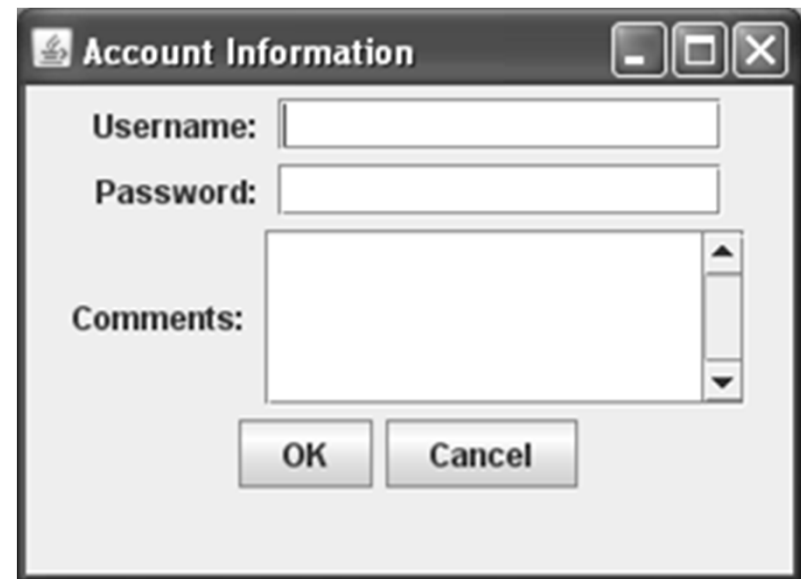 Account Information
Username:
Password:
Comments:
OK Cancel